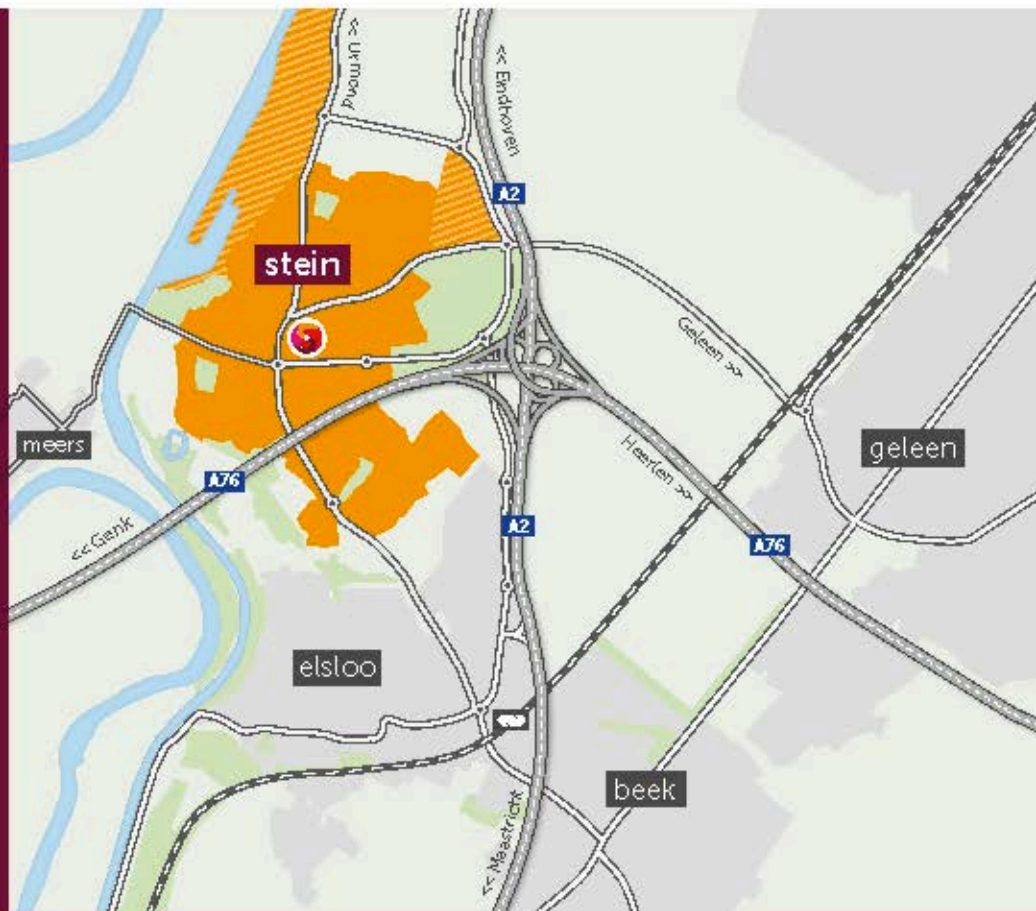 << Urmond
<< Eindhoven
A2
stein
Geleen >>
meers
geleen
Heerlen >>
A76
A2
<< Genk
A76
elsloo
beek
<< Maastricht